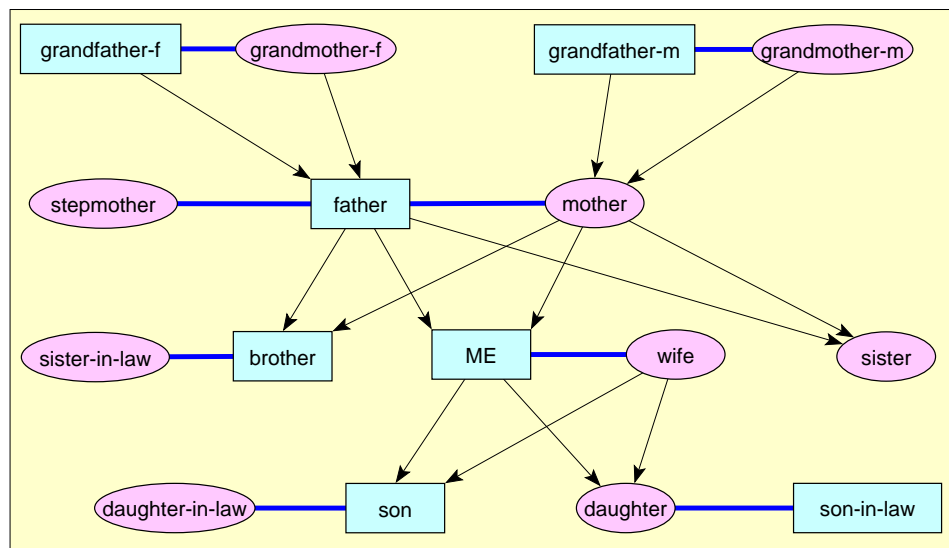 grandfather-f
grandmother-f
grandfather-m
grandmother-m
stepmother
father
mother
sister-in-law
brother
ME
wife
sister
daughter-in-law
son
daughter
son-in-law